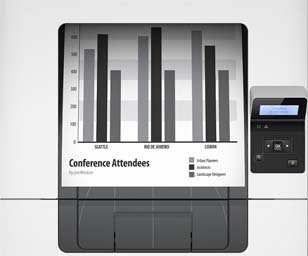 600
500
400
300
200
100
0
SEATTLE RIO DE JANEIRO LISBON
Conference Attendees
by profession
Urban Planners
Architects
Landscape Designers
OK